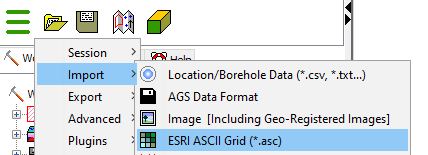 Help
W
W
Session
Import
Export
Advanced
Plugins
Location/Borehole Data (*.csv, *.txt...)
AGS Data Format
Image [Including Geo-Registered Images]
ESRI ASCII Grid (*.asc)